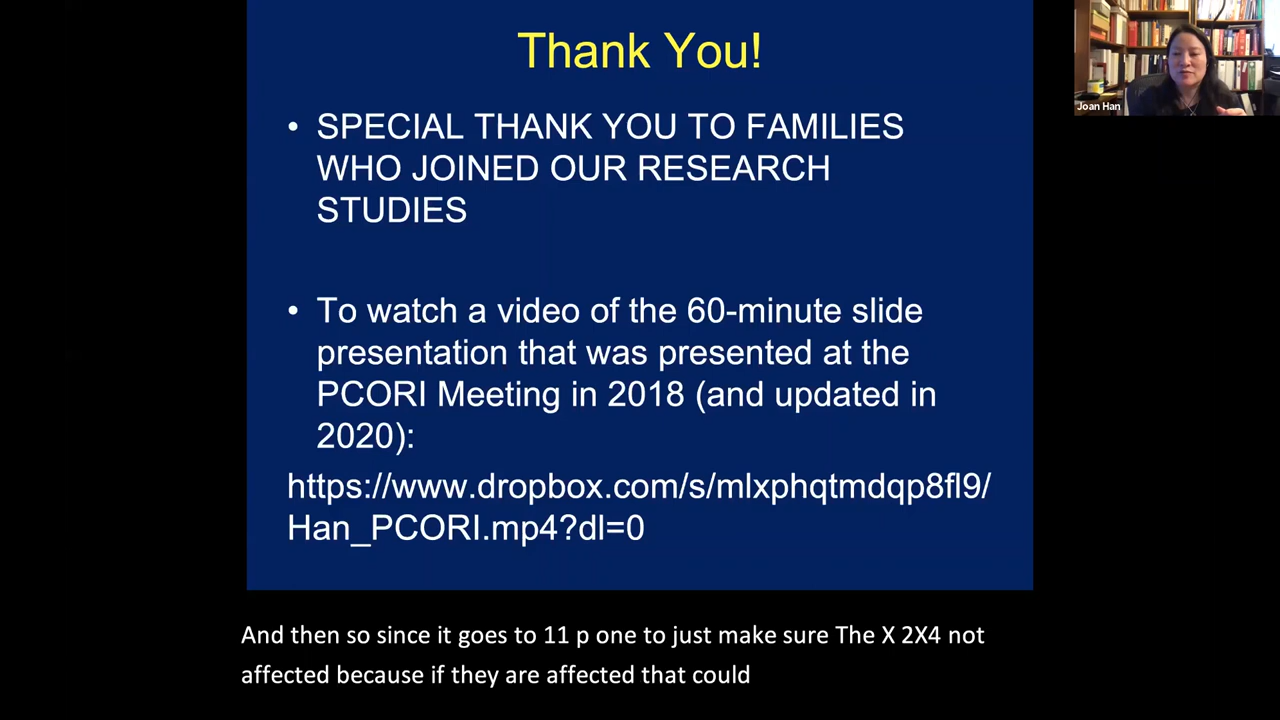 Thank You!
• SPECIAL THANK YOU TO FAMILIES
WHO JOINED OUR RESEARCH
STUDIES
• To watch a video of the 60-minute slide
presentation that was presented at the
PCORI Meeting in 2018 (and updated in
2020):
https://www.dropbox.com/s/mlxphqtmdqp8fl9/
Han_PCORI.mp4?dl=0
Joan Han
And then so since it goes to 11 p one to just make sure The X 2X4 not
affected because if they are affected that could